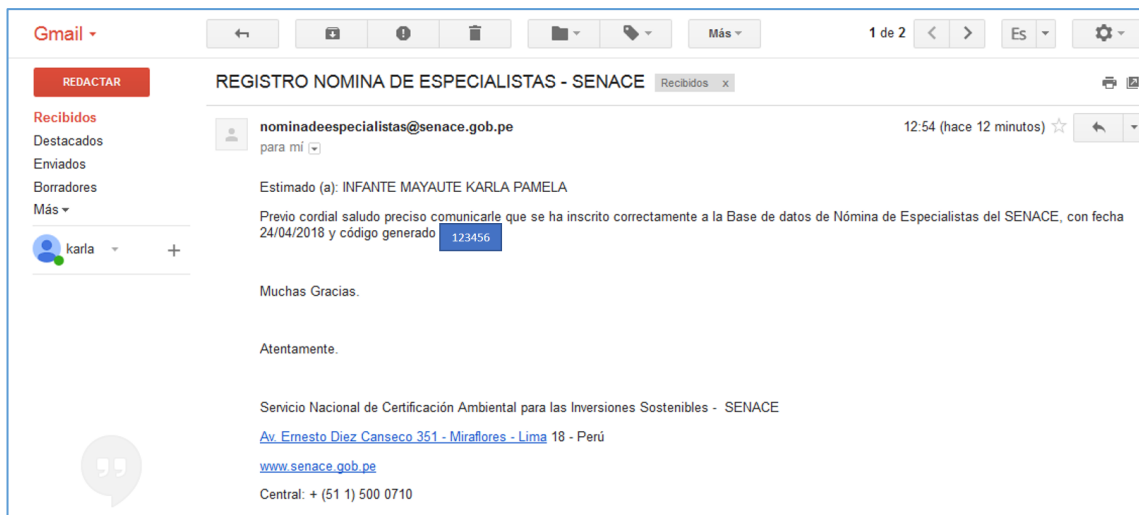 Gmail
Más
1 de 2
Es
REDACTAR
REGISTRO NOMINA DE ESPECIALISTAS - SENACE Recibidos x
Recibidos
Destacados
Enviados
Borradores
Más
karla
+
nominadeespecialistas@senace.gob.pe
12:54 (hace 12 minutos)
para mí
Estimado (a): INFANTE MAYAUTE KARLA PAMELA
Previo cordial saludo preciso comunicarle que se ha inscrito correctamente a la Base de datos de Nómina de Especialistas del SENACE, con fecha
24/04/2018 y código generado 123456
Muchas Gracias.
Atentamente.
Servicio Nacional de Certificación Ambiental para las Inversiones Sostenibles - SENACE
Av. Ernesto Diez Canseco 351 - Miraflores - Lima 18 - Perú
www.senace.gob.pe
Central: + (51 1) 500 0710